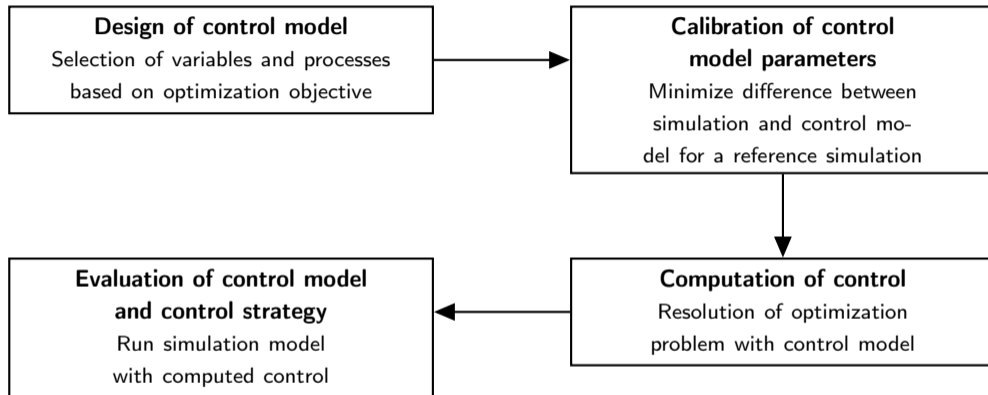 Design of control model
Selection of variables and processes
based on optimization objective
Calibration of control
model parameters
Minimize difference between
simulation and control mo-
del for a reference simulation
Evaluation of control model
and control strategy
Run simulation model
with computed control
Computation of control
Resolution of optimization
problem with control model